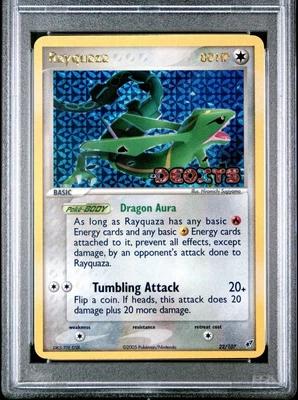 Rayquaza
80 HP
DEOXYS
BASIC
Illus. Hiromichi Sugiyama
Poké-BODY Dragon Aura
As long as Rayquaza has any basic
Energy cards and any basic Energy cards
attached to it, prevent all effects, except
damage, by an opponent's attack done to
Rayquaza.
Tumbling Attack 20+
Flip a coin. If heads, this attack does 20
damage plus 20 more damage.
weakness resistance retreat cost
©2005 Pokémon/Nintendo 22/107